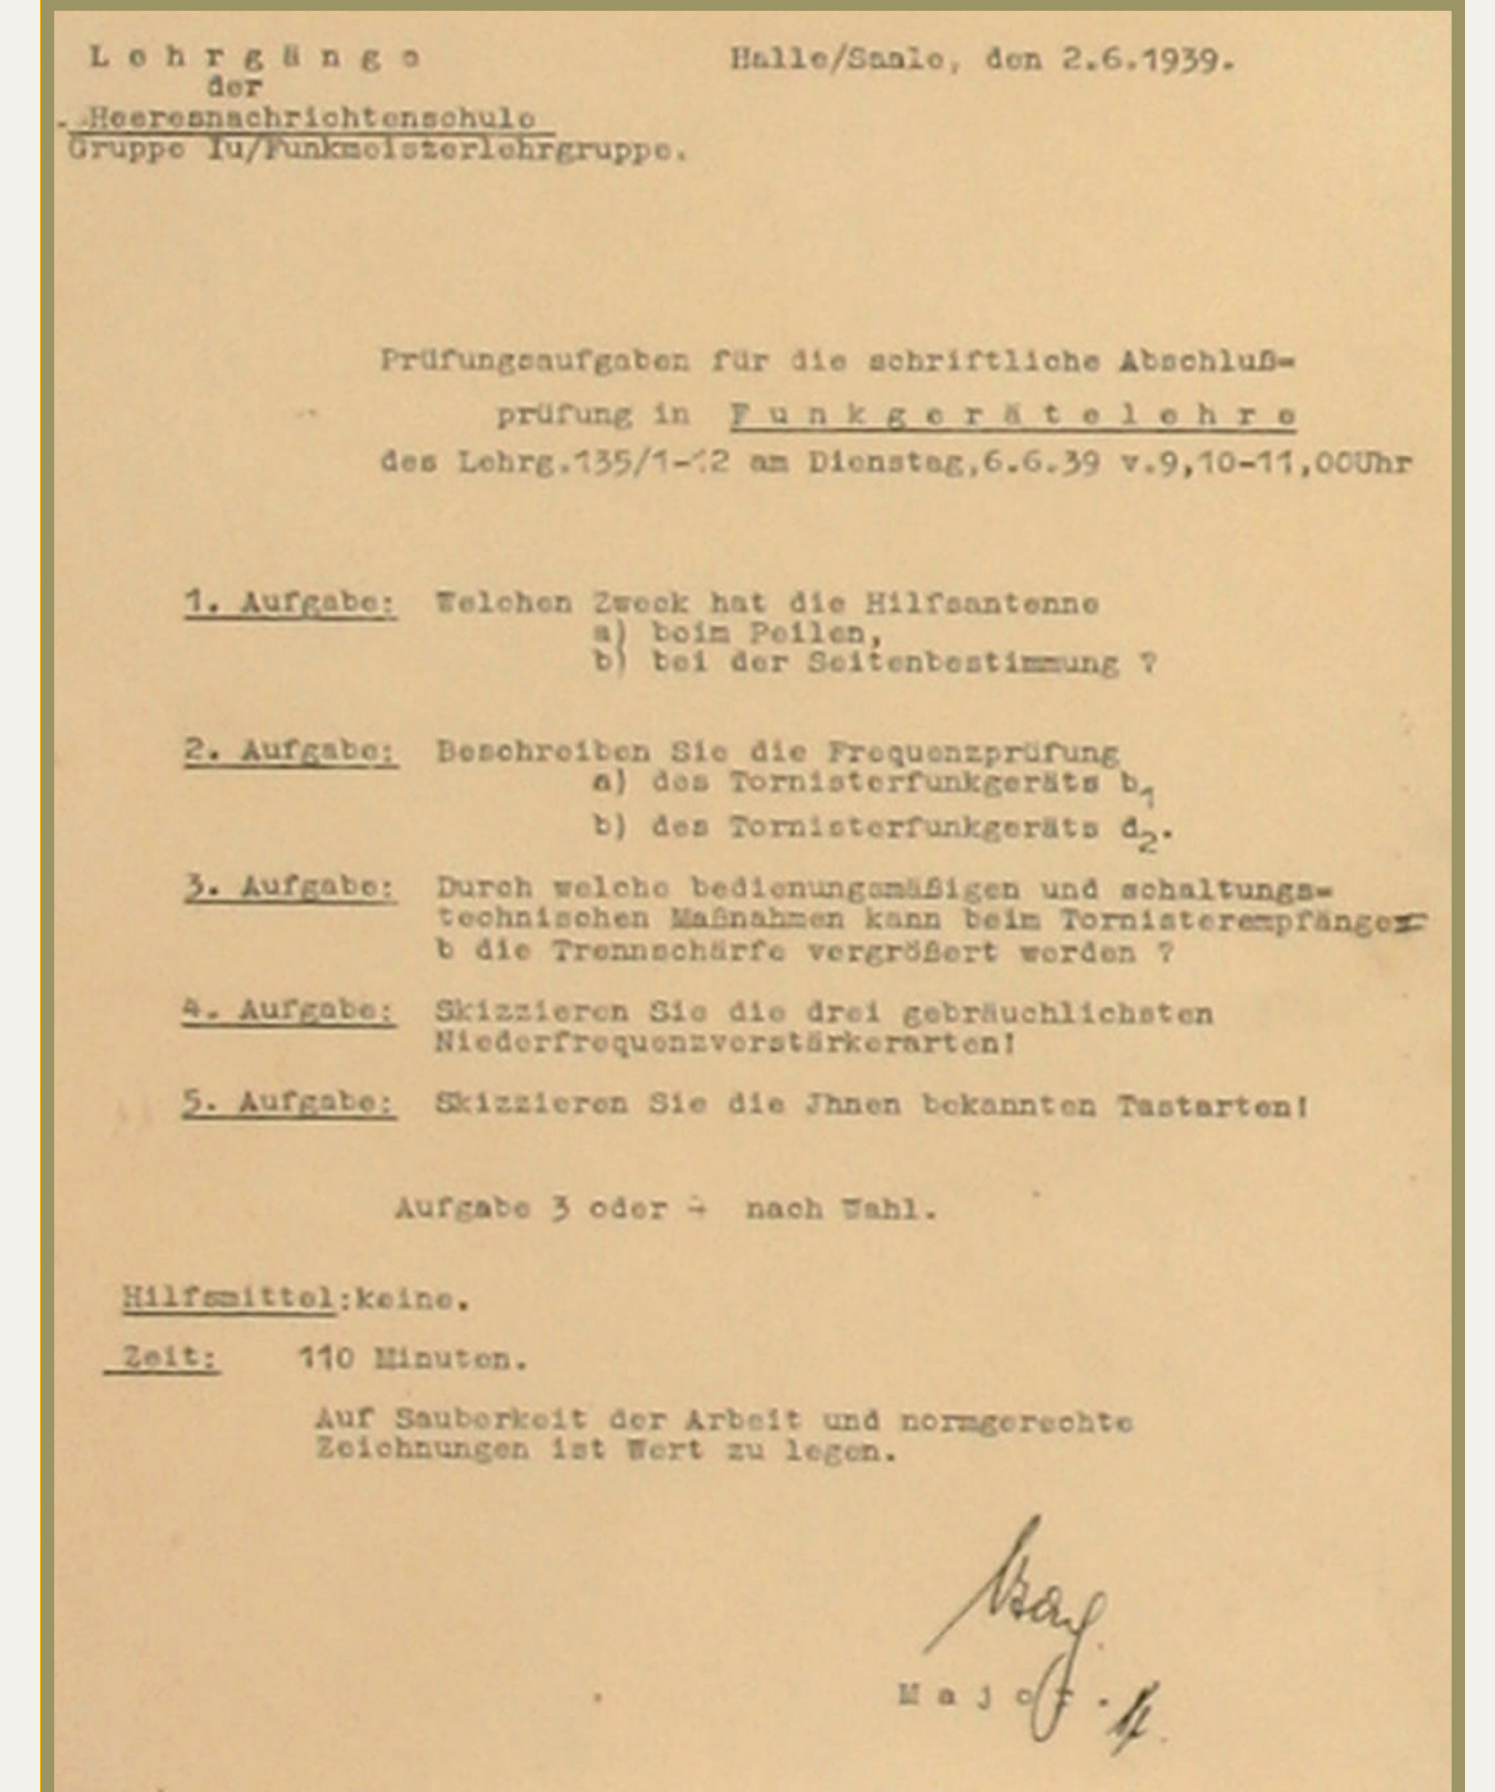 L e h r g ä n g e
der
Heeresnachrichtenschule
Gruppe Iu/Funkmeisterlehrgruppe.
Halle/Saale, den 2.6.1939.
Prüfungsaufgaben für die schriftliche Abschluß=
prüfung in F u n k g e r ä t e l e h r e
des Lehrg.135/1-12 am Dienstag,6.6.39 v.9,10-11,00Uhr
1. Aufgabe: Welchen Zweck hat die Hilfsantenne
a) beim Peilen,
b) bei der Seitenbestimmung ?
2. Aufgabe: Beschreiben Sie die Frequenzprüfung
a) des Tornisterfunkgeräts b1
b) des Tornisterfunkgeräts d2.
3. Aufgabe: Durch welche bedienungsmäßigen und schaltungs=
technischen Maßnahmen kann beim Tornisterempfänger
b die Trennschärfe vergrößert werden ?
4. Aufgabe: Skizzieren Sie die drei gebräuchlichsten
Niederfrequenzverstärkerarten!
5. Aufgabe: Skizzieren Sie die Jhnen bekannten Tastarten!
Aufgabe 3 oder 4 nach Wahl.
Hilfsmittel:keine.
Zeit: 110 Minuten.
Auf Sauberkeit der Arbeit und normgerechte
Zeichnungen ist Wert zu legen.
M a j o r .